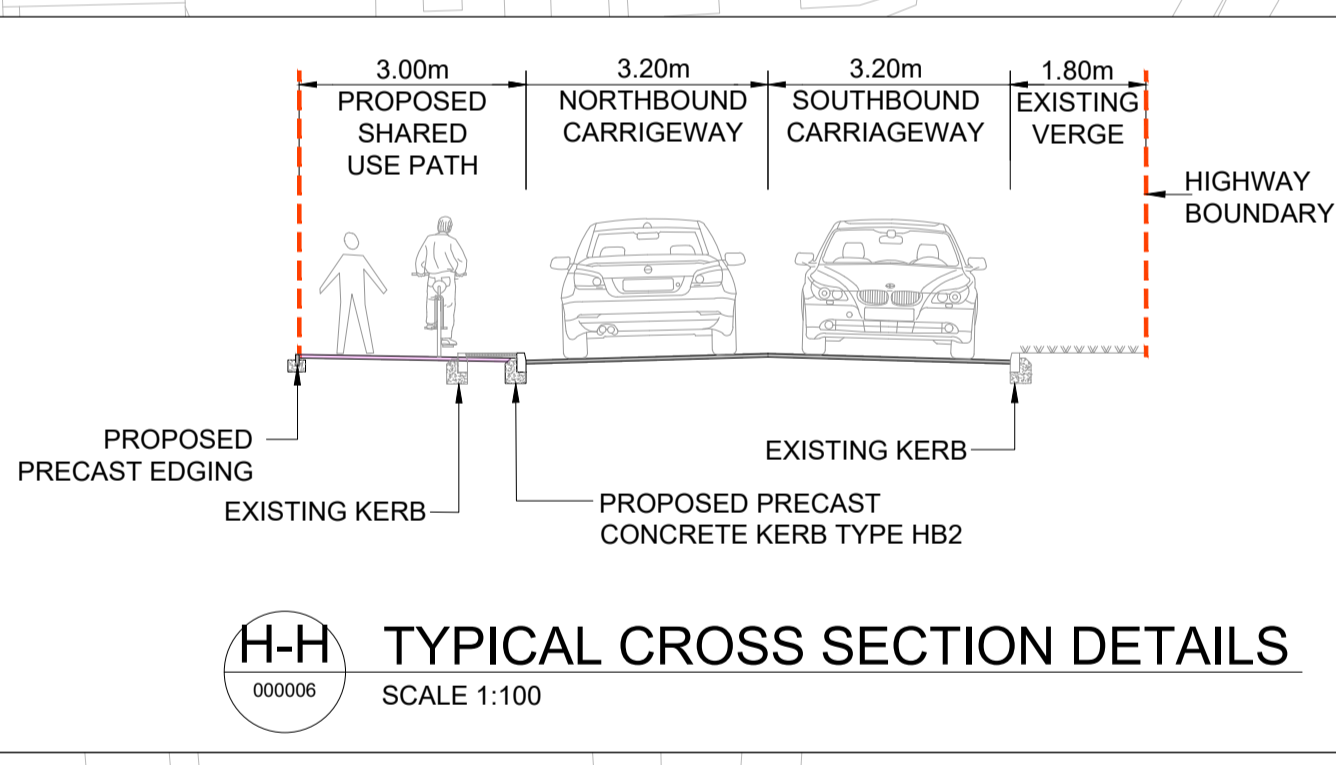 3.00m
PROPOSED
SHARED
USE PATH
3.20m
NORTHBOUND
CARRIGEWAY
3.20m
SOUTHBOUND
CARRIAGEWAY
1.80m
EXISTING
VERGE
HIGHWAY
BOUNDARY
PROPOSED
PRECAST EDGING
EXISTING KERB
PROPOSED PRECAST
CONCRETE KERB TYPE HB2
EXISTING KERB
H-H
000006
TYPICAL CROSS SECTION DETAILS
SCALE 1:100